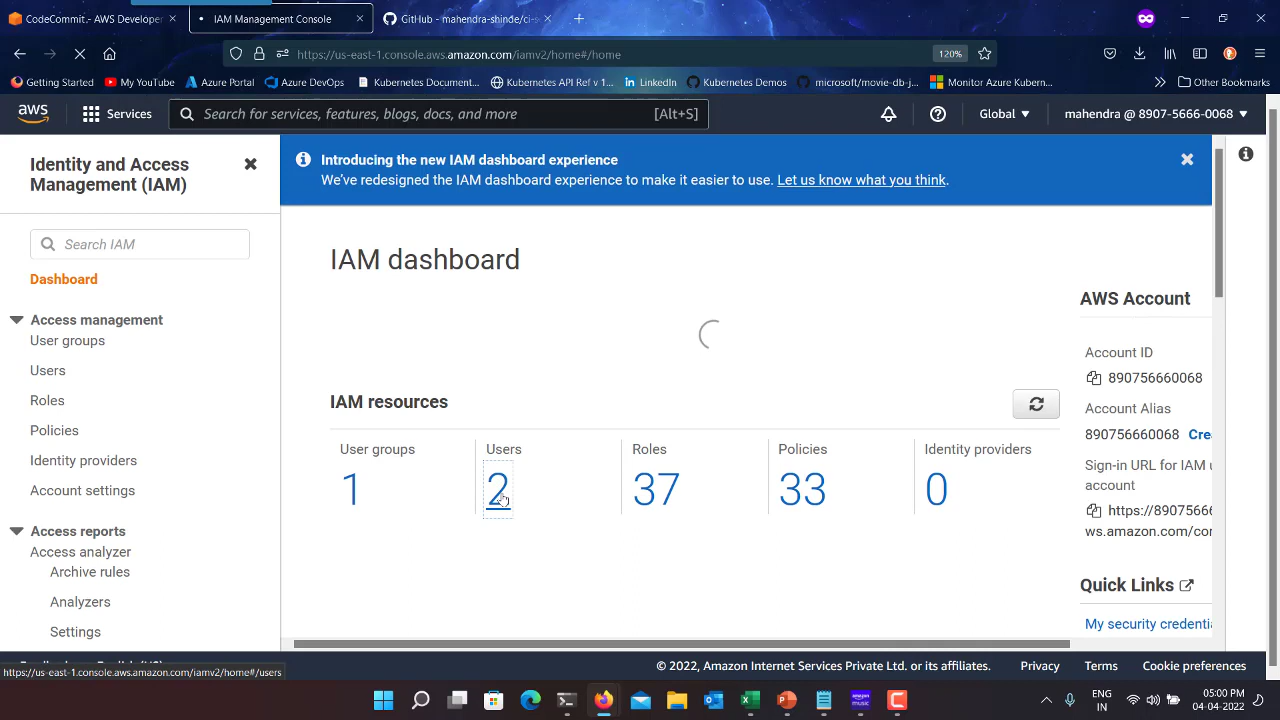 CodeCommit.- AWS Developer
IAM Management Console
GitHub - mahendra-shinde/ci-s
https://us-east-1.console.aws.amazon.com/iamv2/home#/home
120%
Getting Started
My YouTube
Azure Portal
Azure DevOps
Kubernetes Document...
Kubernetes API Ref v 1...
LinkedIn
Kubernetes Demos
microsoft/movie-db-j...
Monitor Azure Kubern...
Other Bookmarks
aws
Services
Search for services, features, blogs, docs, and more
[Alt+S]
Global
mahendra @ 8907-5666-0068
Identity and Access
Management (IAM)
Search IAM
Dashboard
Access management
User groups
Users
Roles
Policies
Identity providers
Account settings
Access reports
Access analyzer
Archive rules
Analyzers
Settings
Introducing the new IAM dashboard experience
We've redesigned the IAM dashboard experience to make it easier to use. Let us know what you think.
IAM dashboard
IAM resources
User groups
1
Users
2
Roles
37
Policies
33
Identity providers
0
AWS Account
Account ID
890756660068
Account Alias
890756660068 Cre
Sign-in URL for IAM u
account
https://89075666
ws.amazon.com/con
Quick Links
My security credentia
https://us-east-1.console.aws.amazon.com/iamv2/home#/users
© 2022, Amazon Internet Services Private Ltd. or its affiliates.
Privacy
Terms
Cookie preferences
ENG
IN
05:00 PM
04-04-2022